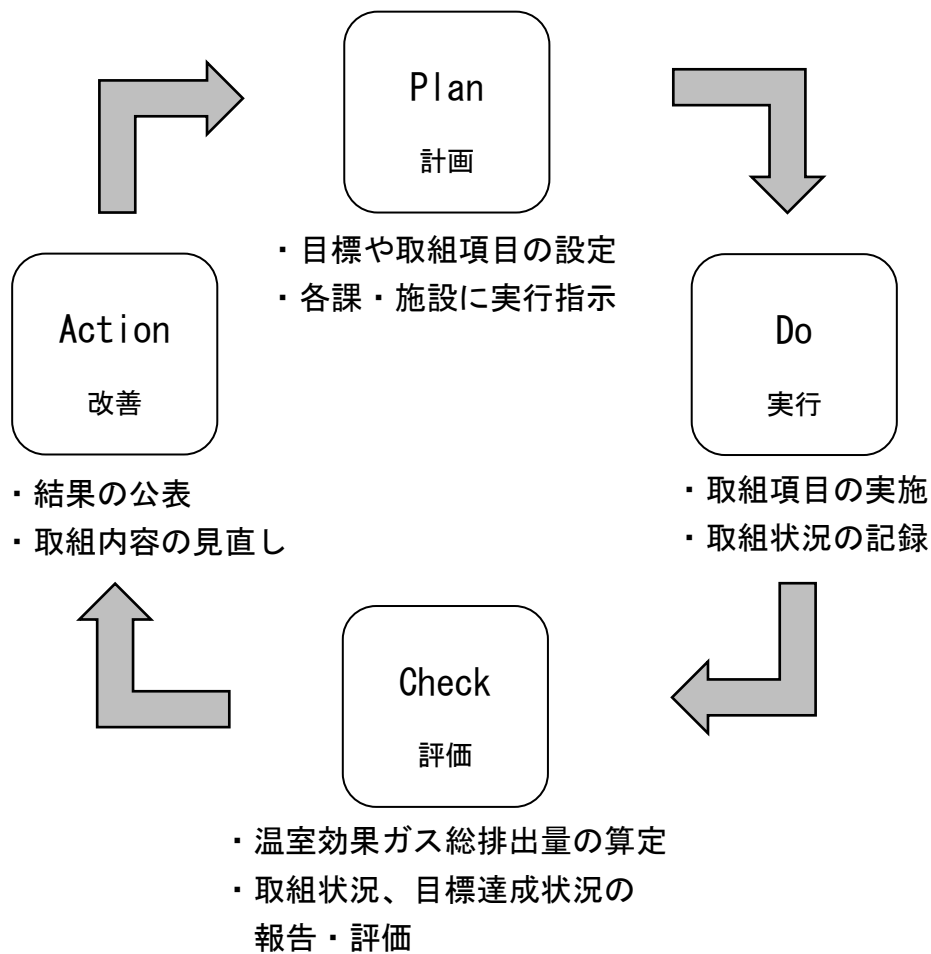 Plan
計画
・目標や取組項目の設定
・各課・施設に実行指示
Do
実行
・取組項目の実施
・取組状況の記録
Check
評価
・温室効果ガス総排出量の算定
・取組状況、目標達成状況の
報告・評価
Action
改善
・結果の公表
・取組内容の見直し